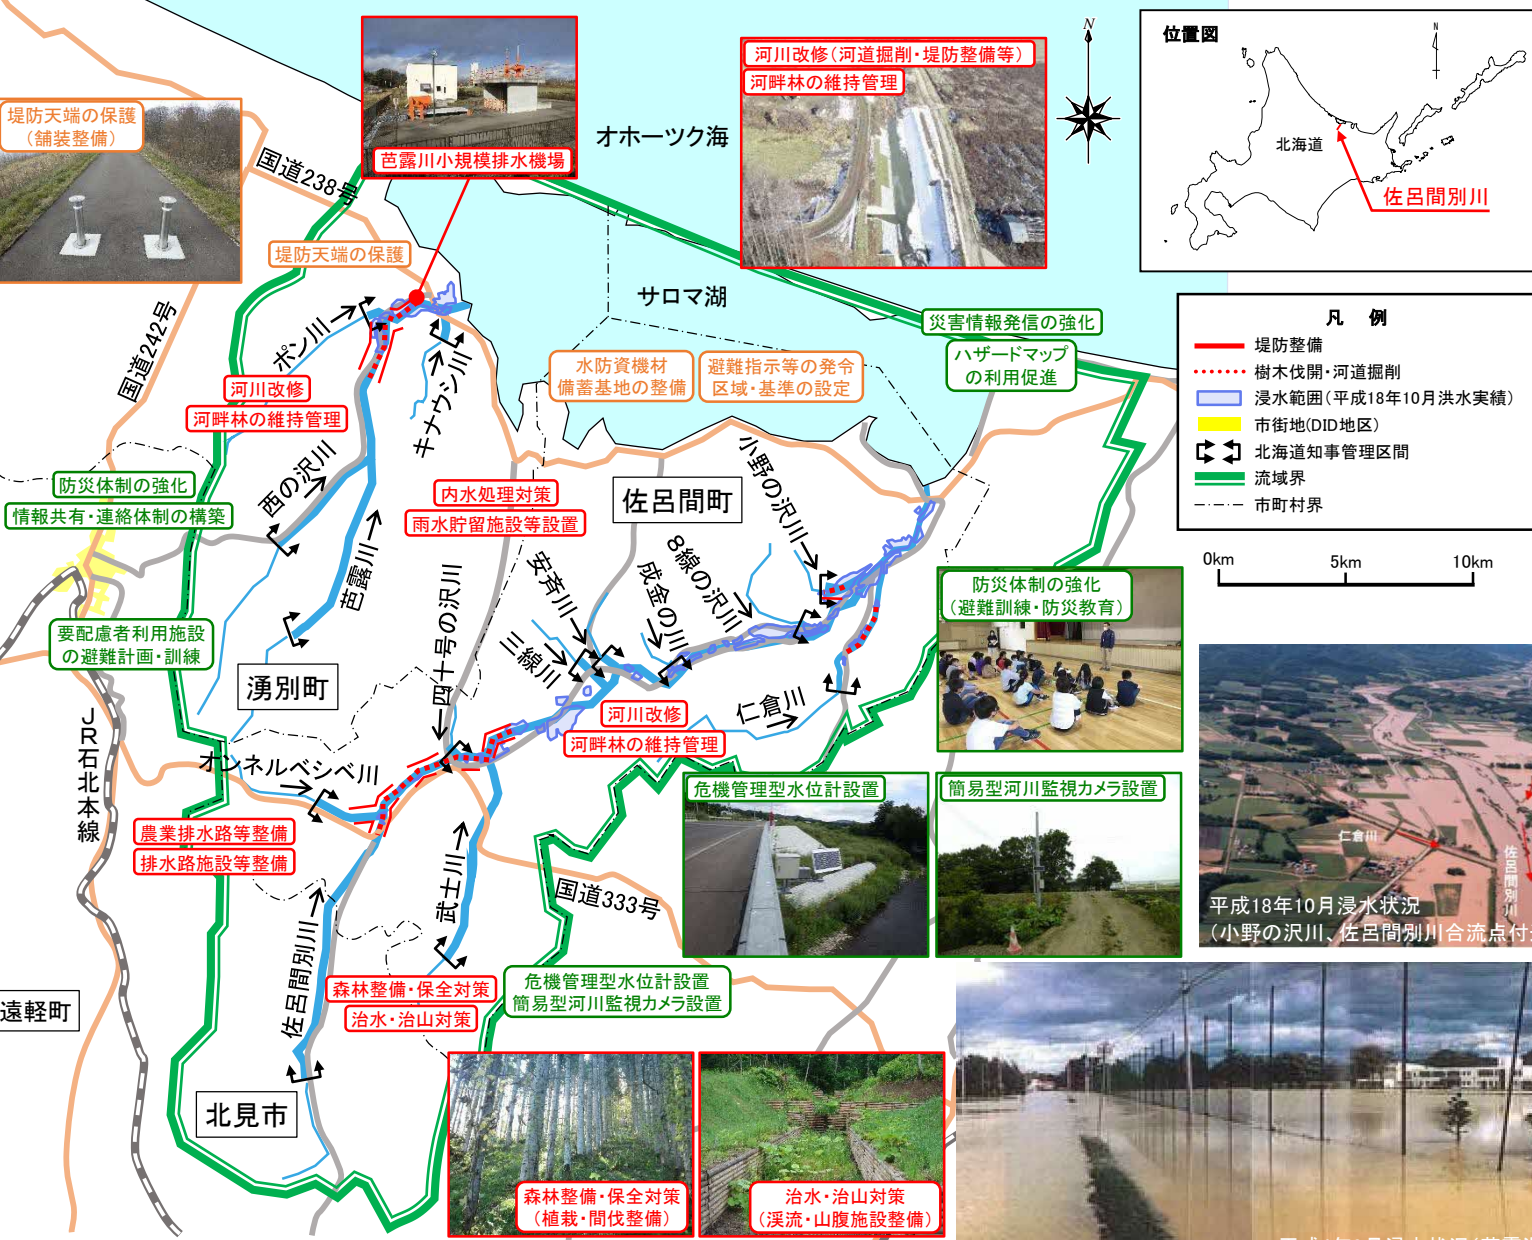 位置図
N
北海道
佐呂間別川
N
河川改修(河道掘削・堤防整備等)
河畔林の維持管理
オホーツク海
芭露川小規模排水機場
堤防天端の保護
(舗装整備)
国道238号
堤防天端の保護
サロマ湖
国道242号
災害情報発信の強化
ハザードマップ
の利用促進
凡 例
堤防整備
樹木伐開・河道掘削
浸水範囲(平成18年10月洪水実績)
市街地(DID地区)
北海道知事管理区間
流域界
市町村界
0km
5km
10km
ポン川
キナウシ川
河川改修
河畔林の維持管理
水防資機材
備蓄基地の整備
避難指示等の発令
区域・基準の設定
防災体制の強化
情報共有・連絡体制の構築
西の沢川
芭露川
内水処理対策
雨水貯留施設等設置
佐呂間町
小野の沢川
8線の沢川
成金の川
安斉川
三線川
四十号の沢川
仁倉川
防災体制の強化
(避難訓練・防災教育)
要配慮者利用施設
の避難計画・訓練
湧別町
JR石北本線
オンネルベシベ川
河川改修
河畔林の維持管理
農業排水路等整備
排水路施設等整備
危機管理型水位計設置
簡易型河川監視カメラ設置
武士川
国道333号
仁倉川
佐呂間別川
平成18年10月浸水状況
(小野の沢川、佐呂間別川合流点付
佐呂間別川
森林整備・保全対策
治水・治山対策
危機管理型水位計設置
簡易型河川監視カメラ設置
遠軽町
北見市
森林整備・保全対策
(植栽・間伐整備)
治水・治山対策
(渓流・山腹施設整備)